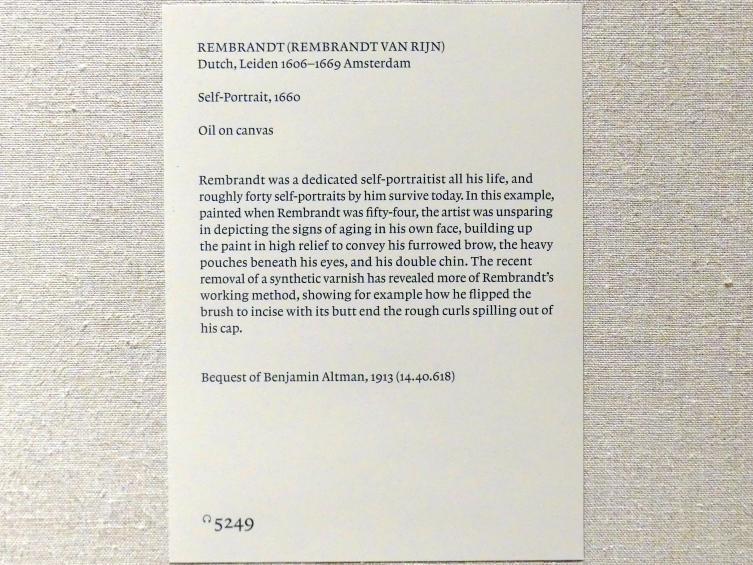 REMBRANDT (REMBRANDT VAN RIJN)
Dutch, Leiden 1606–1669 Amsterdam
Self-Portrait, 1660
Oil on canvas
Rembrandt was a dedicated self-portraitist all his life, and
roughly forty self-portraits by him survive today. In this example,
painted when Rembrandt was fifty-four, the artist was unsparing
in depicting the signs of aging in his own face, building up
the paint in high relief to convey his furrowed brow, the heavy
pouches beneath his eyes, and his double chin. The recent
removal of a synthetic varnish has revealed more of Rembrandt’s
working method, showing for example how he flipped the
brush to incise with its butt end the rough curls spilling out of
his cap.
Bequest of Benjamin Altman, 1913 (14.40.618)
5249